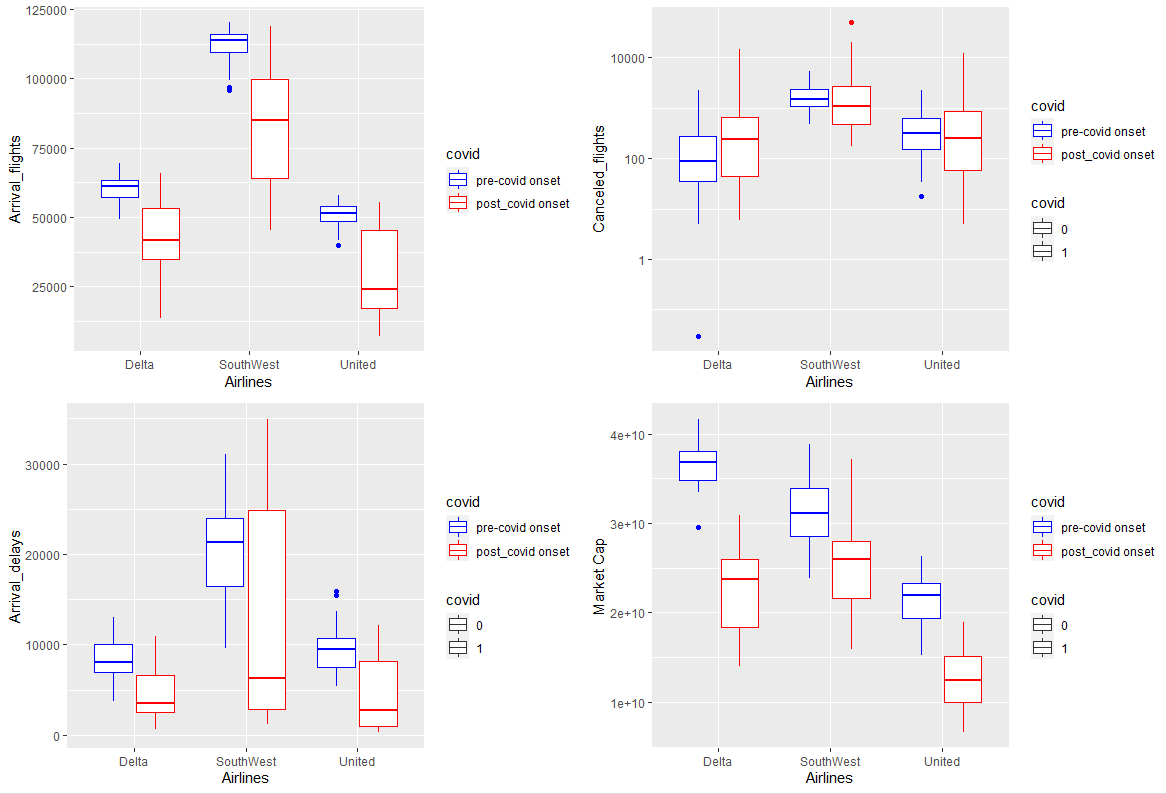 125000
100000
75000
50000
25000
Arrival_flights
Delta
SouthWest
United
Airlines
covid
pre-covid onset
post_covid onset
10000
100
1
Canceled_flights
Delta
SouthWest
United
Airlines
covid
pre-covid onset
post_covid onset
covid
0
1
30000
20000
10000
0
Arrival_delays
Delta
SouthWest
United
Airlines
covid
pre-covid onset
post_covid onset
covid
0
1
4e+10
3e+10
2e+10
1e+10
Market Cap
Delta
SouthWest
United
Airlines
covid
pre-covid onset
post_covid onset
covid
0
1